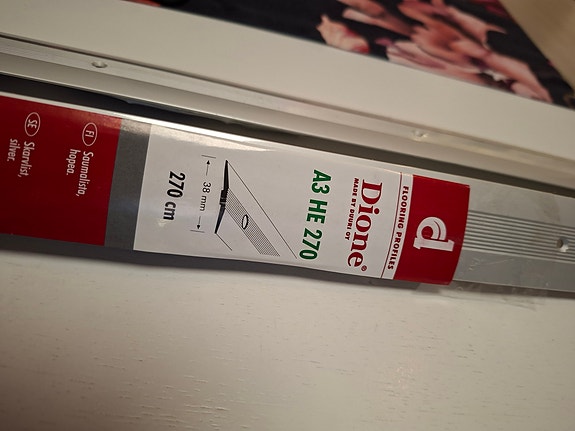 d
FLOORING PROFILES
Dione®
MADE BY DUURI OY
A3 HE 270
38 mm
270 cm
FI Saumalista,
hopea.
SE Skarvlist,
silver.